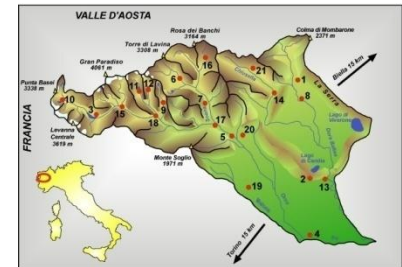 VALLE D'AOSTA
Rosa dei Banchi
3164 m
Colma di Mombarone
2371 m
Torre di Lavina
3308 m
Gran Paradiso
4061 m
Punta Basei
3338 m
Biella 15 km
La Serra
16
21
6
1
11
12
14
8
10
3
9
15
18
17
5
20
FRANCIA
Levanna
Centrale
3619 m
Monte Soglio
1971 m
Lago di
Lago
di Candia
2
13
19
4
Torino 15 km